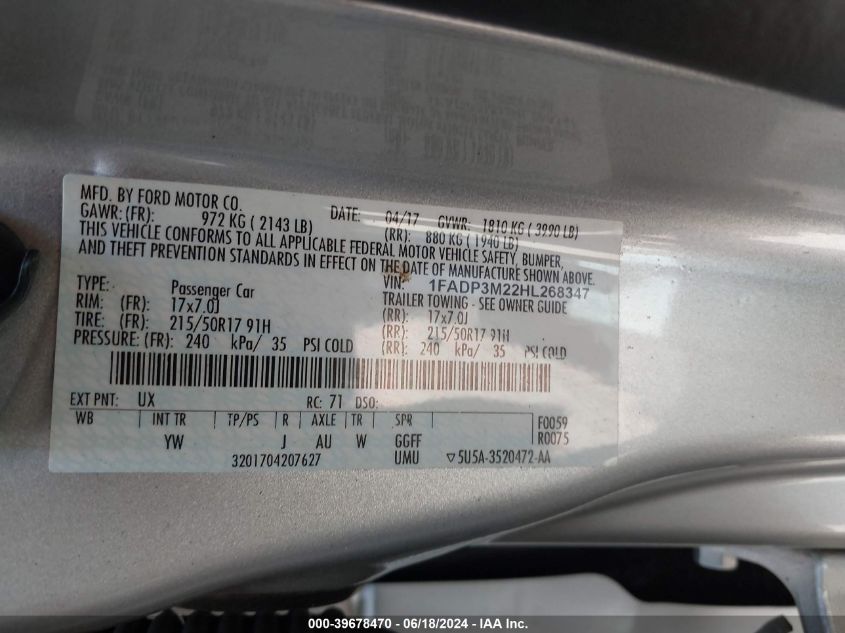 MFD. BY FORD MOTOR CO.
DATE: 04/17 GVWR: 1810 KG ( 3990 LB)
GAWR: (FR): 972 KG ( 2143 LB) (RR): 880 KG ( 1940 LB)
THIS VEHICLE CONFORMS TO ALL APPLICABLE FEDERAL MOTOR VEHICLE SAFETY, BUMPER,
AND THEFT PREVENTION STANDARDS IN EFFECT ON THE DATE OF MANUFACTURE SHOWN ABOVE.
VIN: 1FADP3M22HL268347
TYPE: Passenger Car TRAILER TOWING - SEE OWNER GUIDE
RIM: (FR): 17x7.0J (RR): 17x7.0J
TIRE: (FR): 215/50R17 91H (RR): 215/50R17 91H
PRESSURE: (FR): 240 kPa/ 35 PSI COLD (RR): 240 kPa/ 35 PSI COLD
EXT PNT: UX RC: 71 DSO:
WB INT TR TP/PS R AXLE TR SPR F0059
YW J AU W GGFF R0075
3201704207627 UMU ▽5U5A-3520472-AA
000-39678470 - 06/18/2024 - IAA Inc.